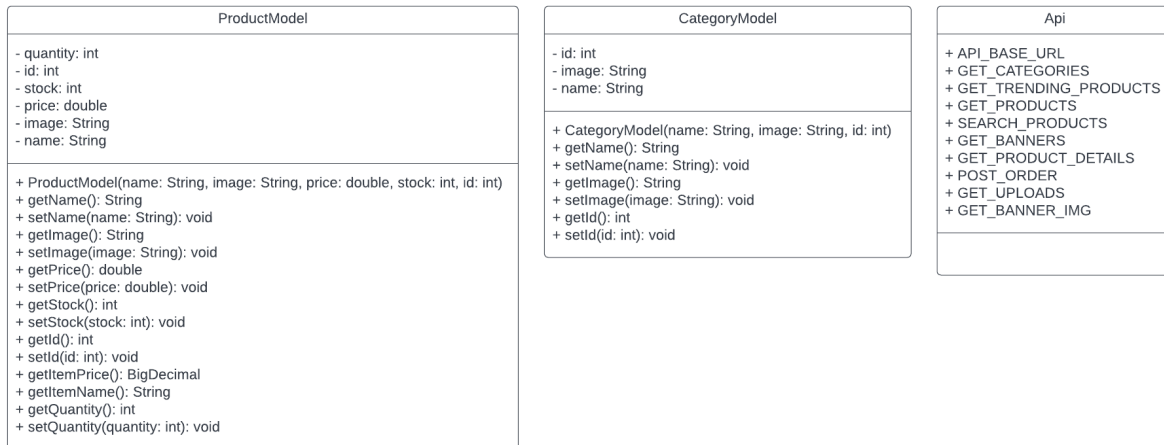 ProductModel
- quantity: int
- id: int
- stock: int
- price: double
- image: String
- name: String
+ ProductModel(name: String, image: String, price: double, stock: int, id: int)
+ getName(): String
+ setName(name: String): void
+ getImage(): String
+ setImage(image: String): void
+ getPrice(): double
+ setPrice(price: double): void
+ getStock(): int
+ setStock(stock: int): void
+ getId(): int
+ setId(id: int): void
+ getItemPrice(): BigDecimal
+ getItemName(): String
+ getQuantity(): int
+ setQuantity(quantity: int): void
CategoryModel
- id: int
- image: String
- name: String
+ CategoryModel(name: String, image: String, id: int)
+ getName(): String
+ setName(name: String): void
+ getImage(): String
+ setImage(image: String): void
+ getId(): int
+ setId(id: int): void
Api
+ API_BASE_URL
+ GET_CATEGORIES
+ GET_TRENDING_PRODUCTS
+ GET_PRODUCTS
+ SEARCH_PRODUCTS
+ GET_BANNERS
+ GET_PRODUCT_DETAILS
+ POST_ORDER
+ GET_UPLOADS
+ GET_BANNER_IMG